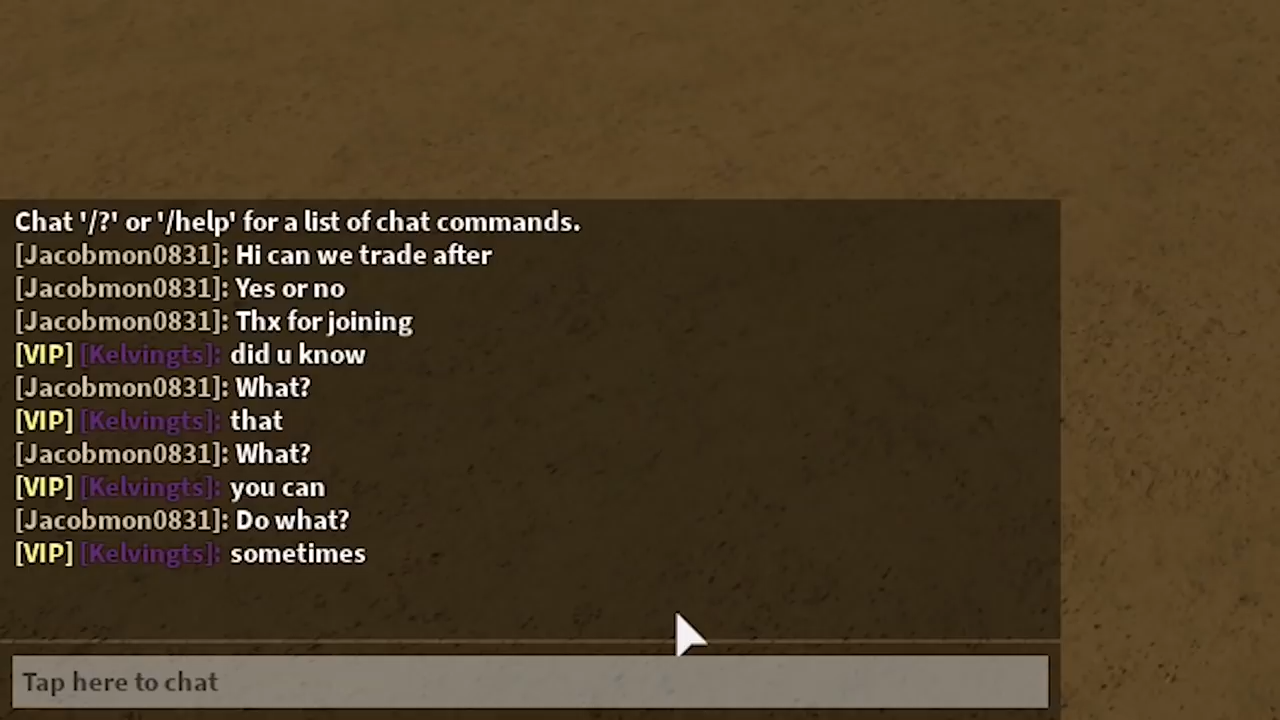 Chat '/?' or '/help' for a list of chat commands.
[Jacobmon0831]: Hi can we trade after
[Jacobmon0831]: Yes or no
[Jacobmon0831]: Thx for joining
[VIP] [Kelvingts]: did u know
[Jacobmon0831]: What?
[VIP] [Kelvingts]: that
[Jacobmon0831]: What?
[VIP] [Kelvingts]: you can
[Jacobmon0831]: Do what?
[VIP] [Kelvingts]: sometimes
Tap here to chat